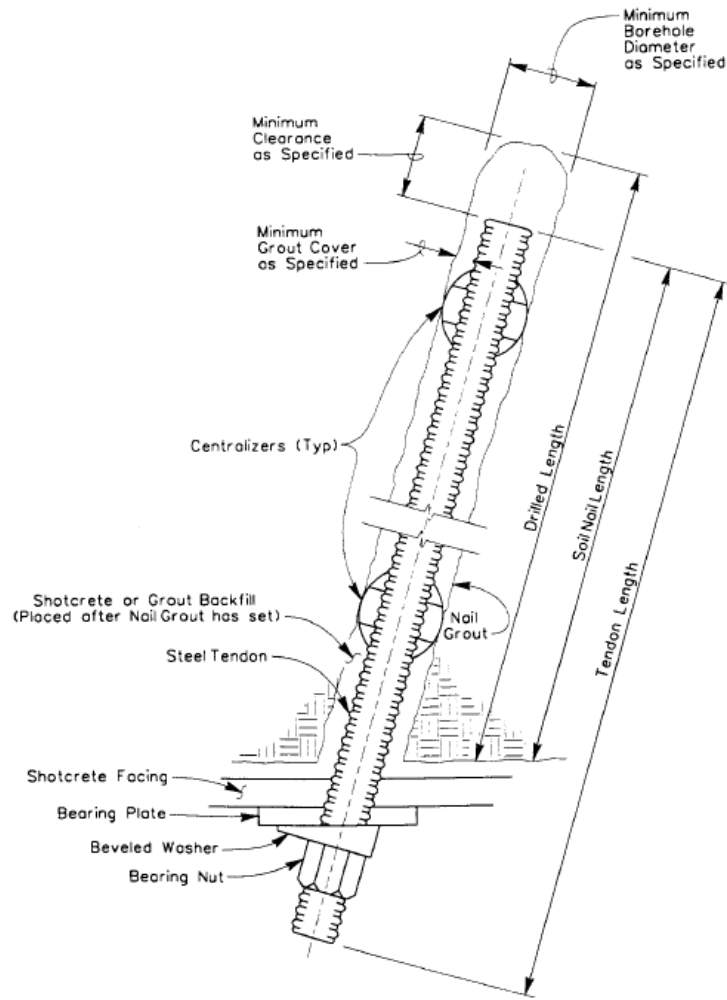 Minimum
Borehole
Diameter
as Specified
Minimum
Clearance
as Specified
Minimum
Grout Cover
as Specified
Centralizers (Typ)
Drilled Length
Soil Nail Length
Tendon Length
Shotcrete or Grout Backfill
(Placed after Nail Grout has set)
Nail
Grout
Steel Tendon
Shotcrete Facing
Bearing Plate
Beveled Washer
Bearing Nut